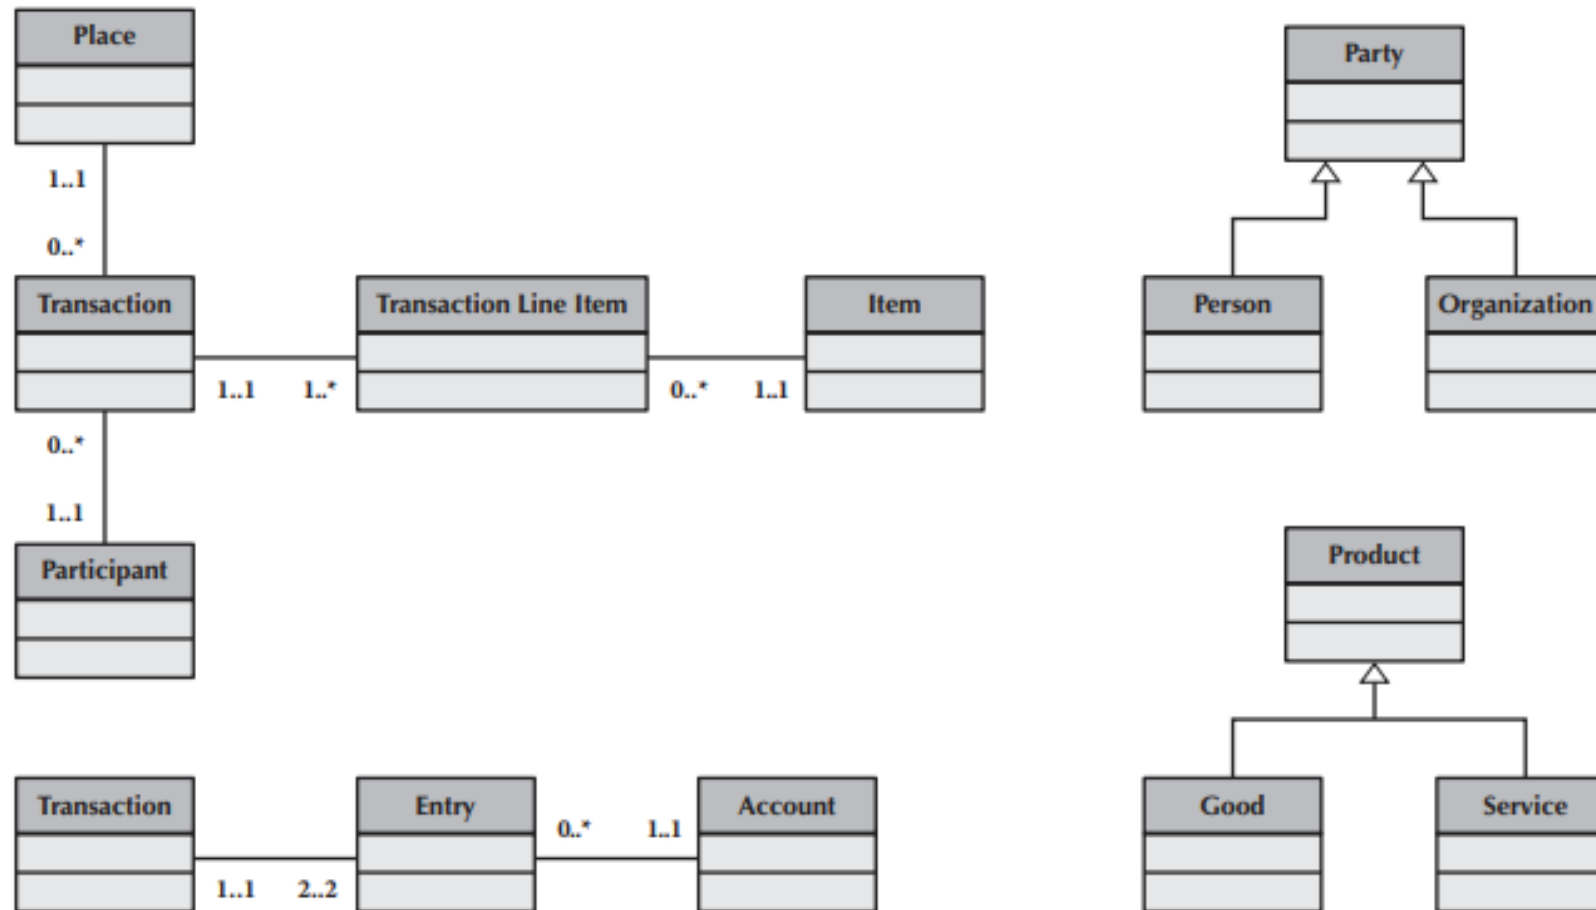 Place
Party
1..1
0..*
Transaction
Transaction Line Item
Item
Person
Organization
1..1
1..*
0..*
1..1
0..*
1..1
Participant
Product
Transaction
Entry
0..*
1..1
Account
Good
Service
1..1
2..2